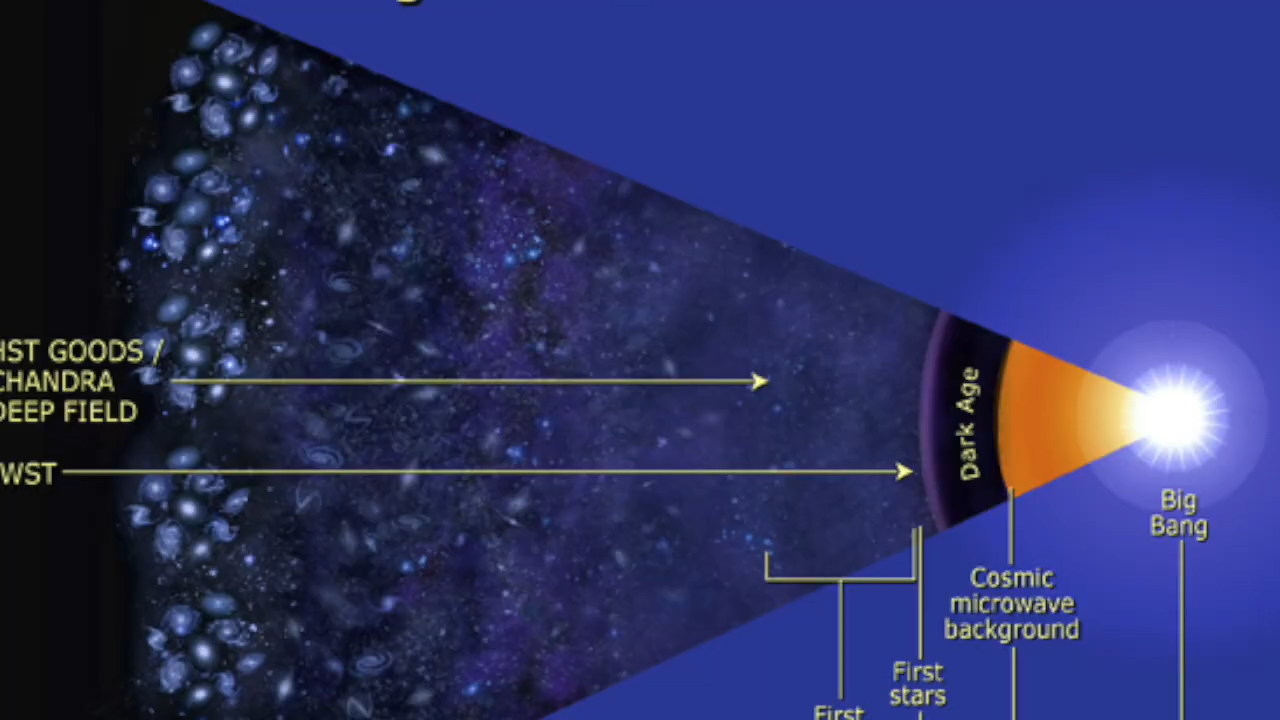 HST GOODS /
CHANDRA
DEEP FIELD
WST
Dark Age
Big
Bang
Cosmic
microwave
background
First
stars
First